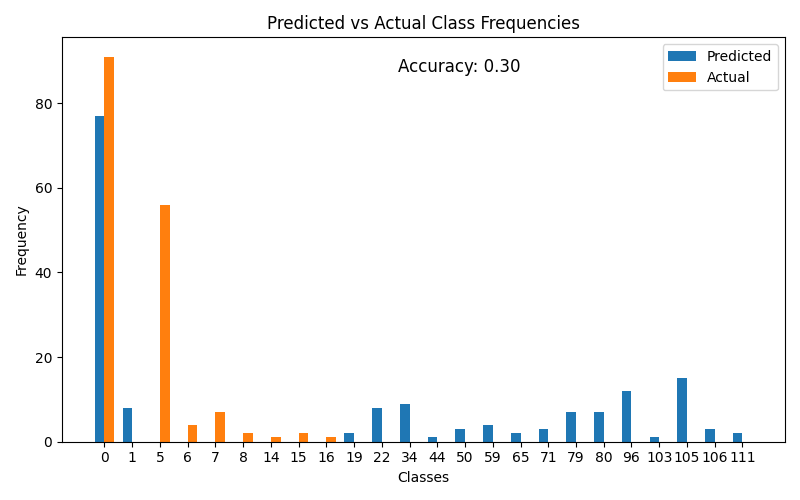 Predicted vs Actual Class Frequencies
Accuracy: 0.30
Predicted
Actual
Frequency
80
60
40
20
0
0 1 5 6 7 8 14 15 16 19 22 34 44 50 59 65 71 79 80 96 103 105 106 111
Classes